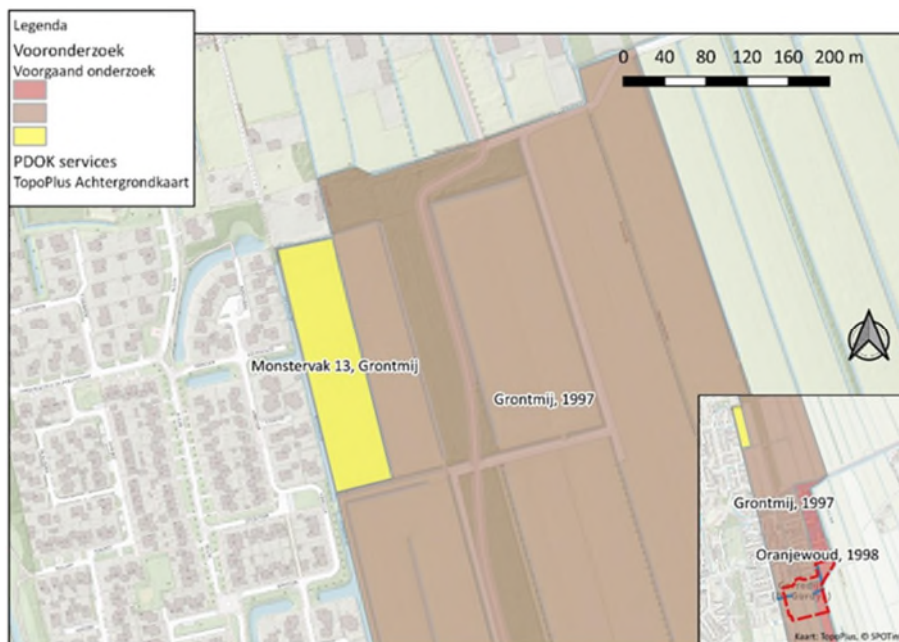 Legenda
Vooronderzoek
Voorgaand onderzoek
PDOK services
TopoPlus Achtergrondkaart
0 40 80 120 160 200 m
Monstervak 13, Grontmij
Grontmij, 1997
Grontmij, 1997
Oranjewoud, 1998
Kaart: TopoPlus, © SPOTin